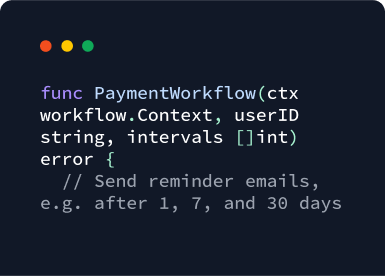 func PaymentWorkflow(ctx
workflow.Context, userID
string, intervals []int)
error {
  // Send reminder emails,
e.g. after 1, 7, and 30 days